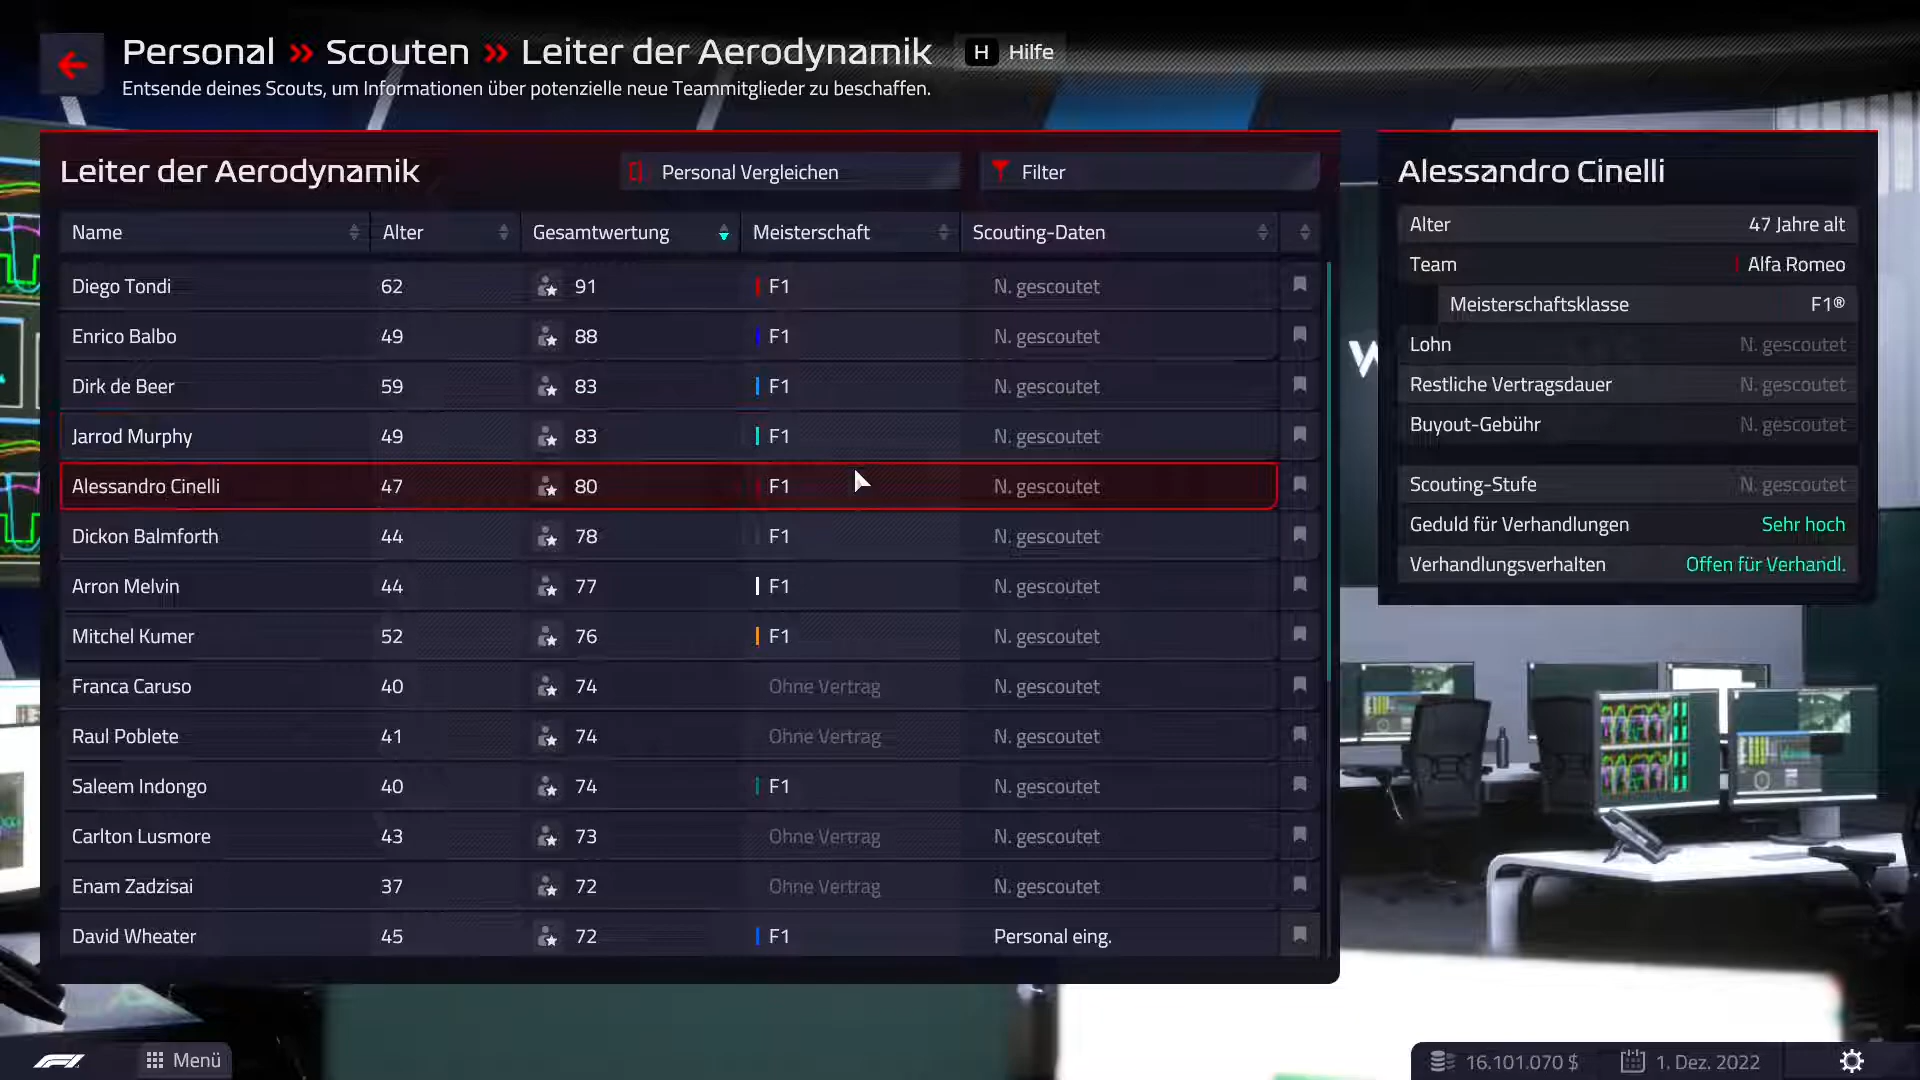 Personal » Scouten » Leiter der Aerodynamik H Hilfe
Entsende deines Scouts, um Informationen über potenzielle neue Teammitglieder zu beschaffen.
Leiter der Aerodynamik Personal Vergleichen Filter
Name Alter Gesamtwertung Meisterschaft Scouting-Daten
Diego Tondi 62 91 F1 N. gescoutet
Enrico Balbo 49 88 F1 N. gescoutet
Dirk de Beer 59 83 F1 N. gescoutet
Jarrod Murphy 49 83 F1 N. gescoutet
Alessandro Cinelli 47 80 F1 N. gescoutet
Dickon Balmforth 44 78 F1 N. gescoutet
Arron Melvin 44 77 F1 N. gescoutet
Mitchel Kumer 52 76 F1 N. gescoutet
Franca Caruso 40 74 Ohne Vertrag N. gescoutet
Raul Poblete 41 74 Ohne Vertrag N. gescoutet
Saleem Indongo 40 74 F1 N. gescoutet
Carlton Lusmore 43 73 Ohne Vertrag N. gescoutet
Enam Zadzisai 37 72 Ohne Vertrag N. gescoutet
David Wheater 45 72 F1 Personal eing.
Alessandro Cinelli
Alter 47 Jahre alt
Team Alfa Romeo
Meisterschaftsklasse F1®
Lohn N. gescoutet
Restliche Vertragsdauer N. gescoutet
Buyout-Gebühr N. gescoutet
Scouting-Stufe N. gescoutet
Geduld für Verhandlungen Sehr hoch
Verhandlungsverhalten Offen für Verhandl.
F1 Menü 16.101.070 $ 1. Dez. 2022